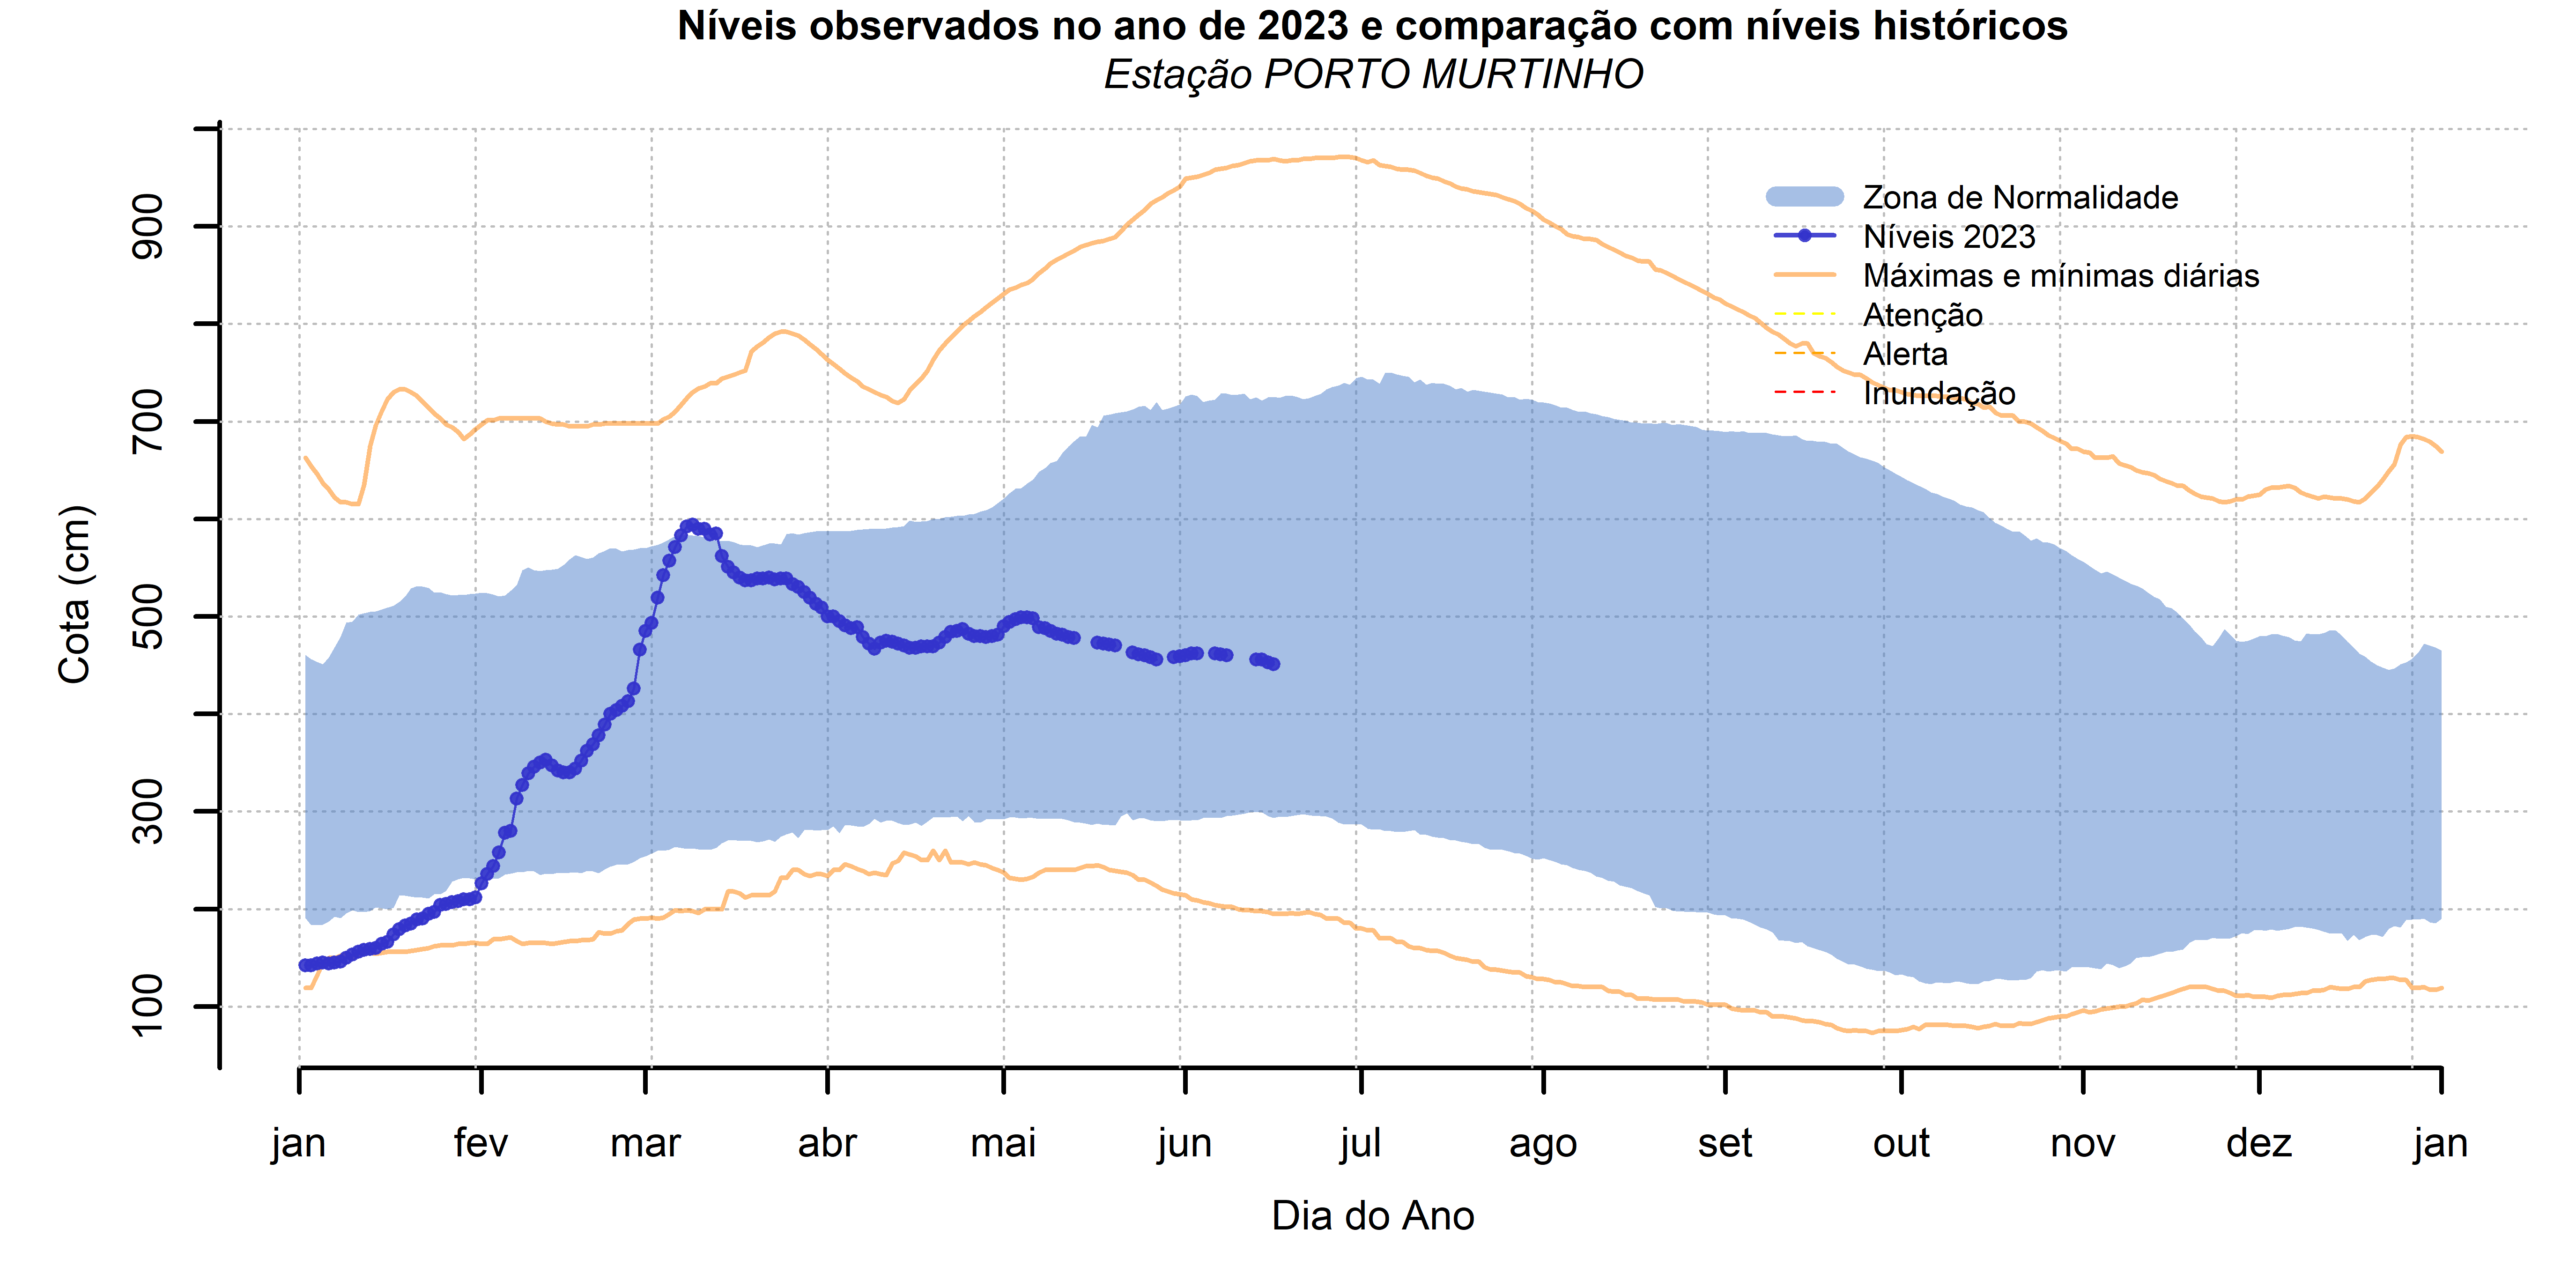 Níveis observados no ano de 2023 e comparação com níveis históricos
Estação PORTO MURTINHO
Zona de Normalidade
Níveis 2023
Máximas e mínimas diárias
Atenção
Alerta
Inundação
Cota (cm)
900
700
500
300
100
jan fev mar abr mai jun jul ago set out nov dez jan
Dia do Ano